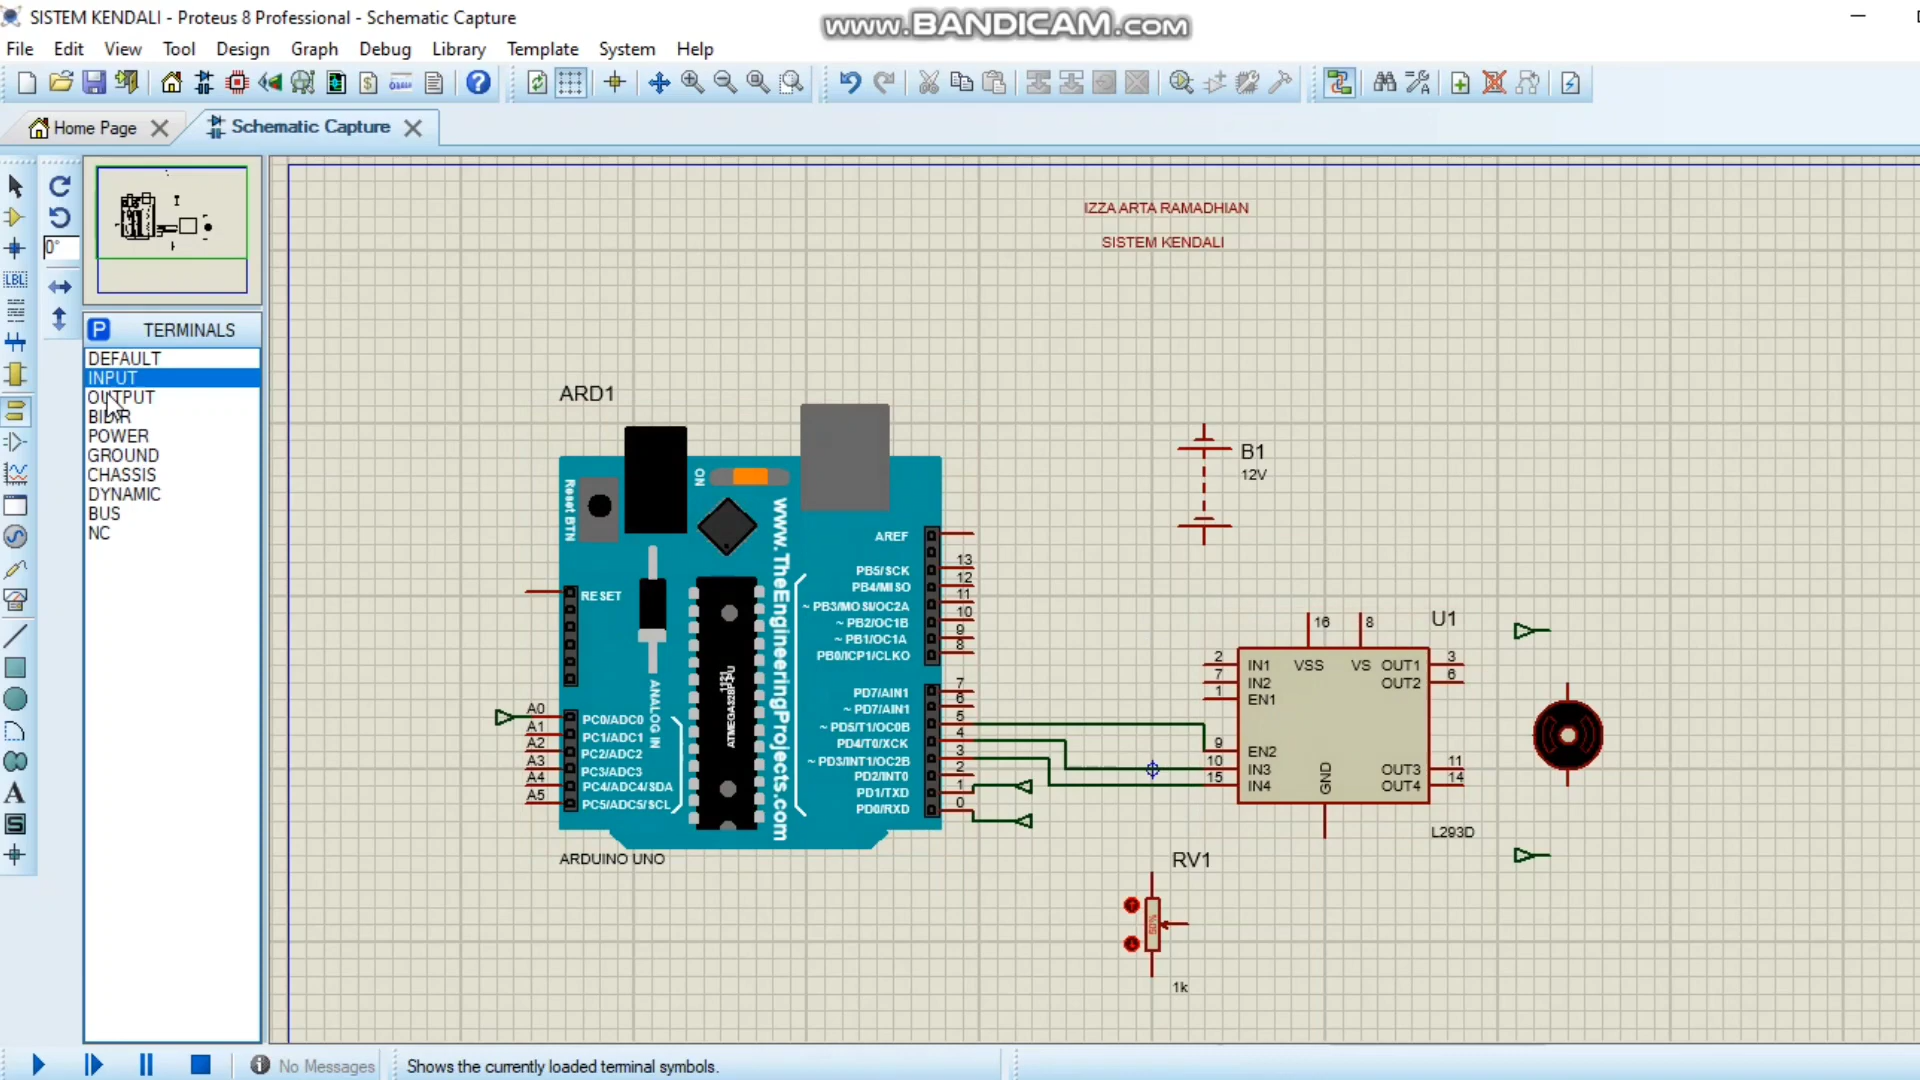 SISTEM KENDALI - Proteus 8 Professional - Schematic Capture
www.BANDICAM.com
File Edit View Tool Design Graph Debug Library Template System Help
Home Page
Schematic Capture
0°
LBL
P TERMINALS
DEFAULT
INPUT
OUTPUT
BIDIR
POWER
GROUND
CHASSIS
DYNAMIC
BUS
NC
IZZA ARTA RAMADHIAN
SISTEM KENDALI
ARD1
Reset BTN
ON
www.TheEngineeringProjects.com
ANALOG IN
RESET
AREF
PB5/SCK 13
PB4/MISO 12
~ PB3/MOSI/OC2A 11
~ PB2/OC1B 10
~ PB1/OC1A 9
PB0/ICP1/CLKO 8
PD7/AIN1 7
~ PD7/AIN1 6
~ PD5/T1/OC0B 5
PD4/T0/XCK 4
~ PD3/INT1/OC2B 3
PD2/INT0 2
PD1/TXD 1
PD0/RXD 0
A0 PC0/ADC0
A1 PC1/ADC1
A2 PC2/ADC2
A3 PC3/ADC3
A4 PC4/ADC4/SDA
A5 PC5/ADC5/SCL
ARDUINO UNO
B1
12V
U1
16 8
2 IN1 VSS VS OUT1 3
7 IN2 OUT2 6
1 EN1
9 EN2
10 IN3 OUT3 11
15 IN4 OUT4 14
GND
L293D
RV1
50%
1k
No Messages
Shows the currently loaded terminal symbols.